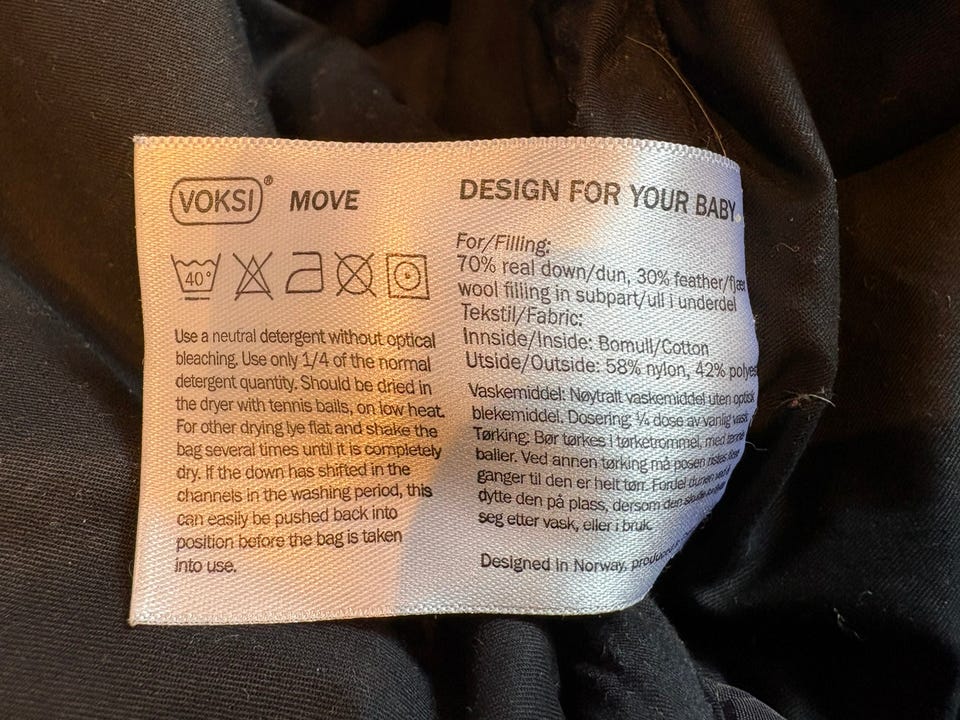 VOKSI® MOVE
40°
Use a neutral detergent without optical
bleaching. Use only 1/4 of the normal
detergent quantity. Should be dried in
the dryer with tennis balls, on low heat.
For other drying lye flat and shake the
bag several times until it is completely
dry. If the down has shifted in the
channels in the washing period, this
can easily be pushed back into
position before the bag is taken
into use.
DESIGN FOR YOUR BABY.
For/Filling:
70% real down/dun, 30% feather/
wool filling in subpart/ull i underdel
Tekstil/Fabric:
Innside/Inside: Bomull/Cotton
Utside/Outside: 58% nylon, 42%
Vaskemiddel: Nøytralt vaskemiddel uten optisk
blekemiddel. Dosering: ¼ dose av vanlig
Tørking: Bør tørkes i tørketrommel, med
baller. Ved annen tørking må posen ristes
ganger til den er helt tørr. Fordel dunen
dytte den på plass, dersom den
seg etter vask, eller i bruk.
Designed in Norway,